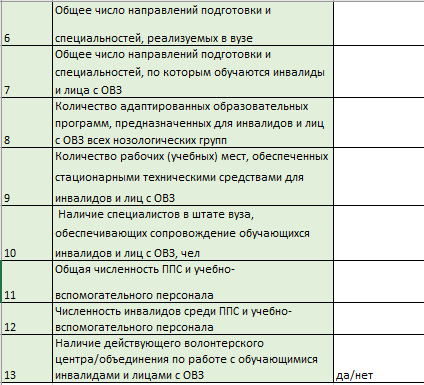 Общее число направлений подготовки и
6 специальностей, реализуемых в вузе
Общее число направлений подготовки и
специальностей, по которым обучаются инвалиды
7 и лица с ОВЗ
Количество адаптированных образовательных
программ, предназначенных для инвалидов и лиц
8 с ОВЗ всех нозологических групп
Количество рабочих (учебных) мест, обеспеченных
стационарными техническими средствами для
9 инвалидов и лиц с ОВЗ
Наличие специалистов в штате вуза,
обеспечивающих сопровождение обучающихся
10 инвалидов и лиц с ОВЗ, чел
Общая численность ППС и учебно-
11 вспомогательного персонала
Численность инвалидов среди ППС и учебно-
12 вспомогательного персонала
Наличие действующего волонтерского
центра/объединения по работе с обучающимися
13 инвалидами и лицами с ОВЗ да/нет